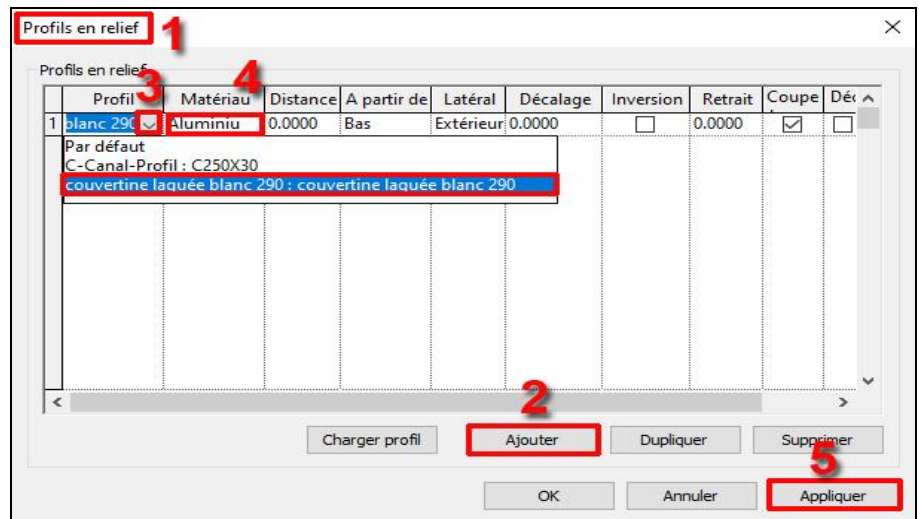 Profils en relief 1
Profils en relief
3 4
Profil Matériau Distance A partir de Latéral Décalage Inversion Retrait Coupe Déc
1 blanc 290 Aluminiu 0.0000 Bas Extérieur 0.0000 0.0000
Par défaut
C-Canal-Profil : C250X30
couvertine laquée blanc 290 : couvertine laquée blanc 290
2
Charger profil Ajouter Dupliquer Supprimer
5
OK Annuler Appliquer